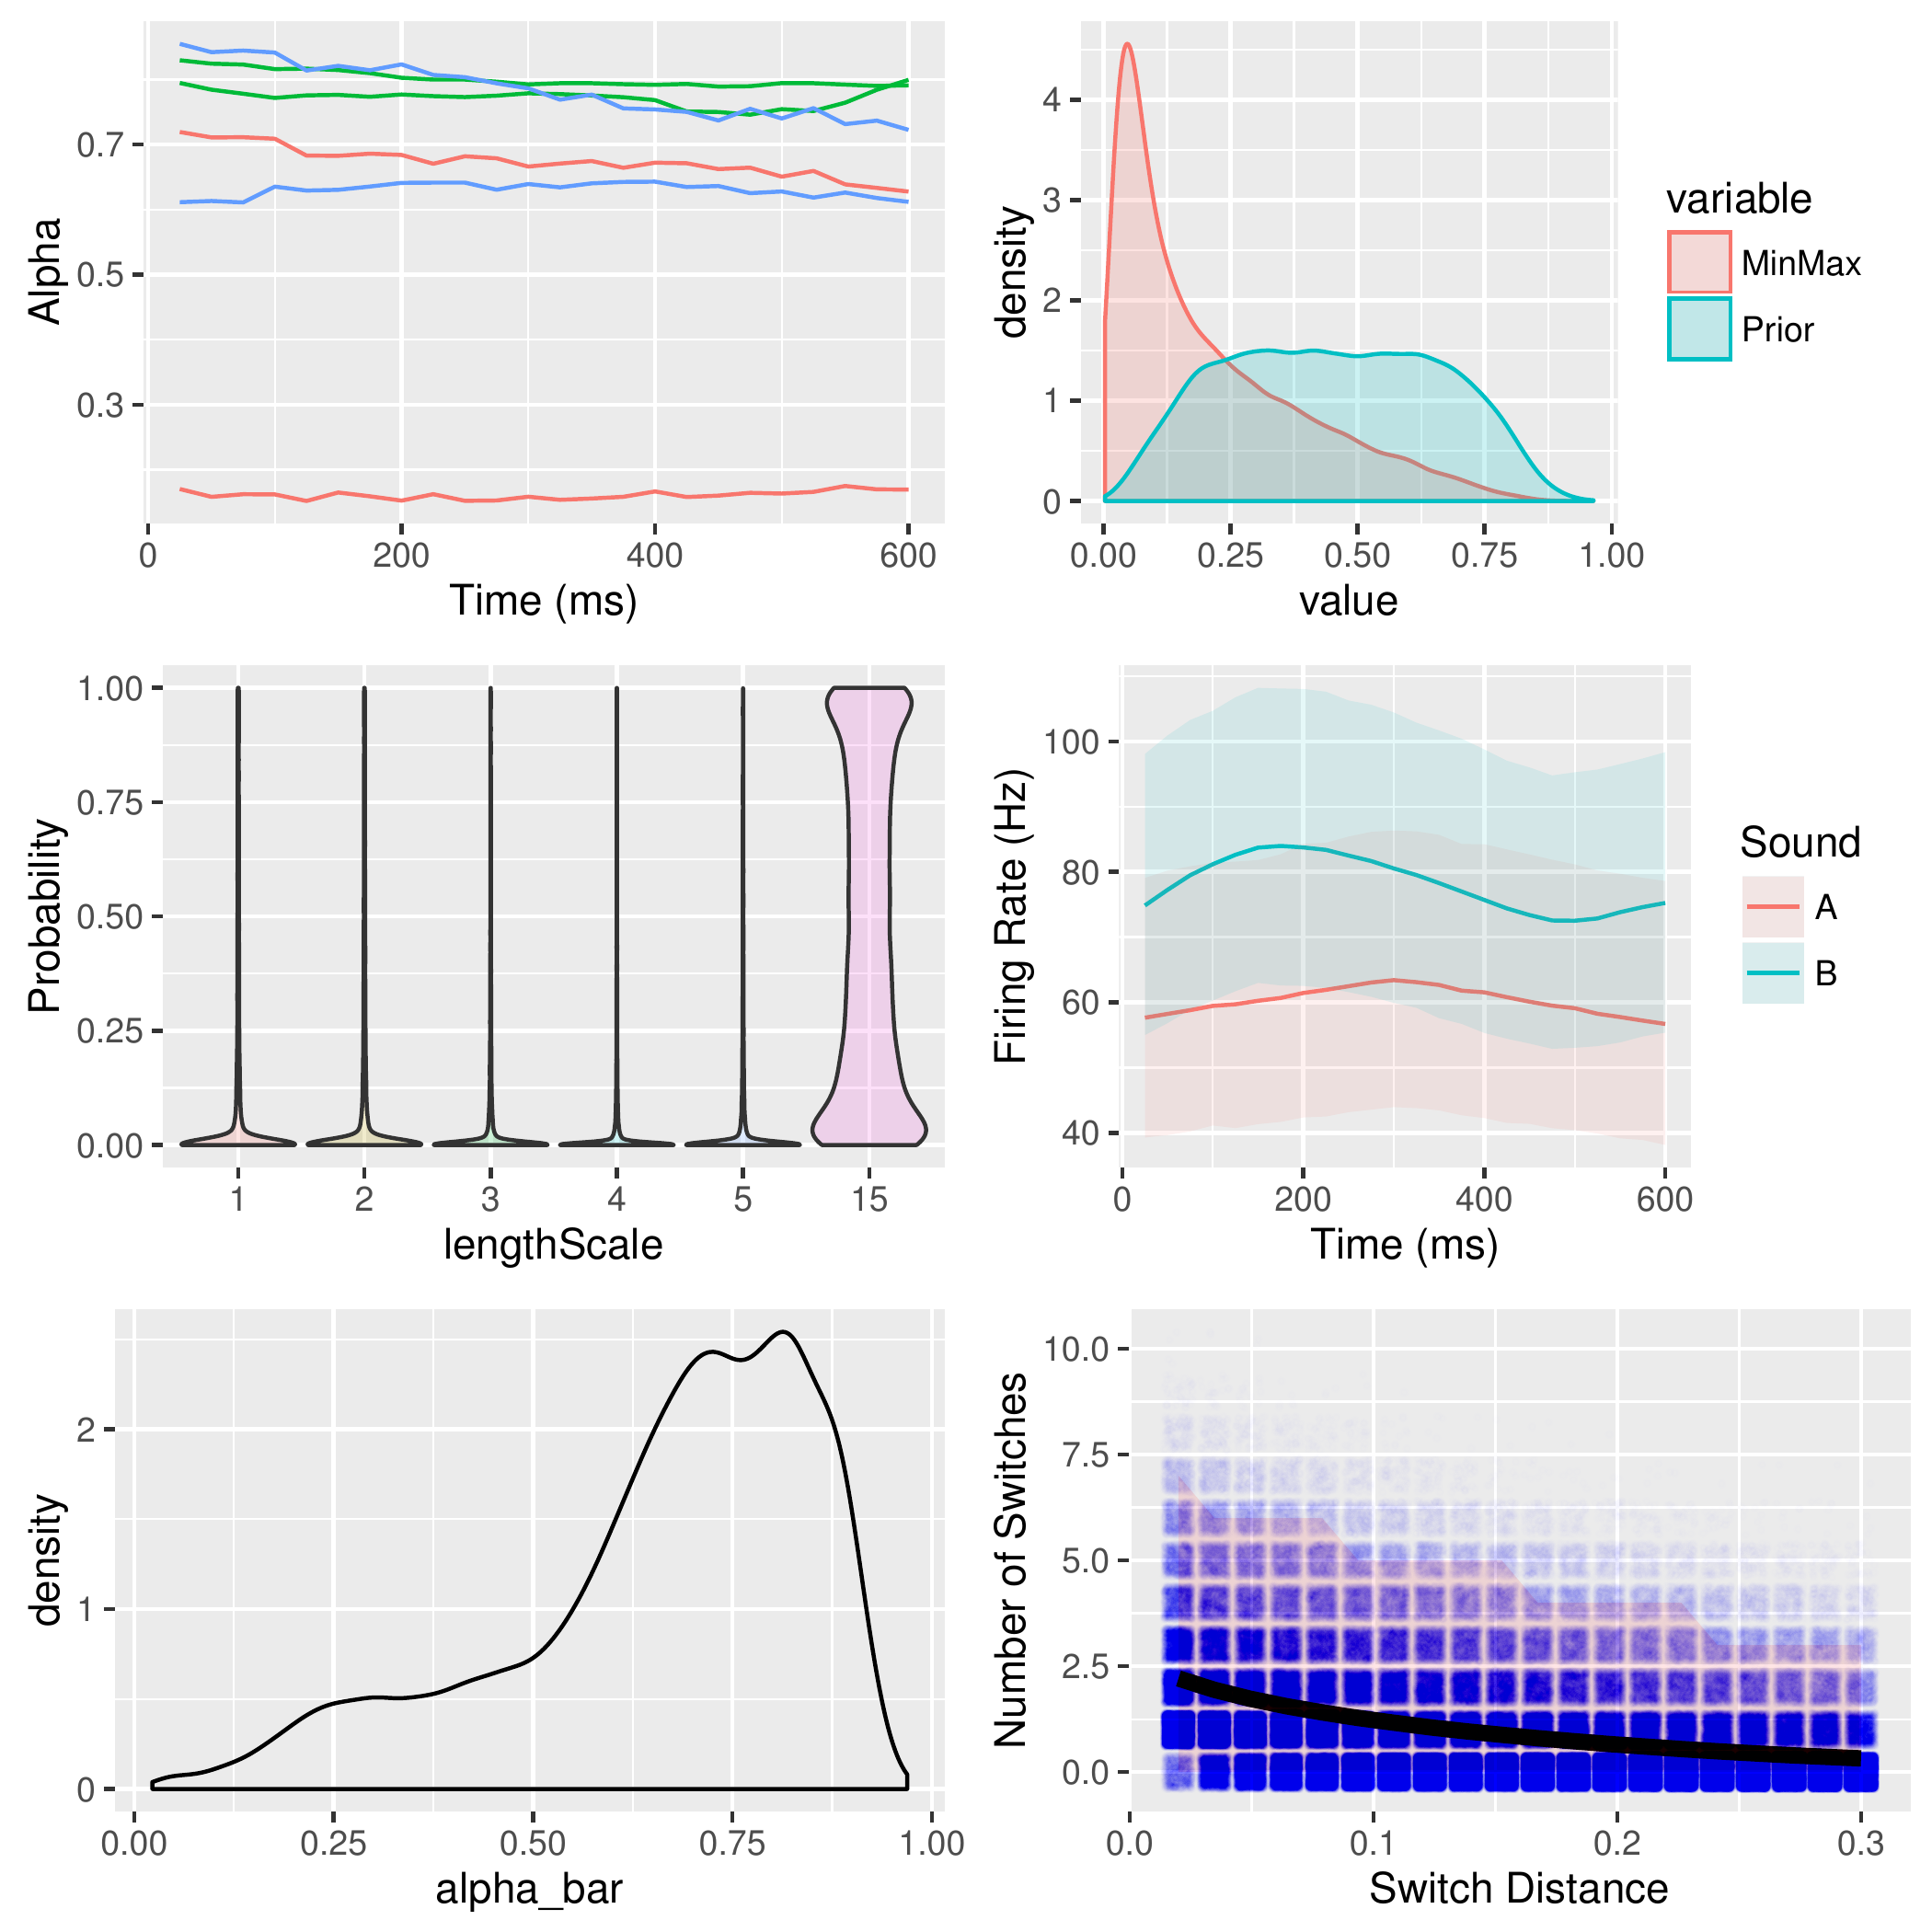 Alpha
0.7
0.5
0.3
0 200 400 600
Time (ms)
density
4
3
2
1
0
0.00 0.25 0.50 0.75 1.00
value
variable
MinMax
Prior
Probability
1.00
0.75
0.50
0.25
0.00
1 2 3 4 5 15
lengthScale
Firing Rate (Hz)
100
80
60
40
0 200 400 600
Time (ms)
Sound
A
B
density
2
1
0
0.00 0.25 0.50 0.75 1.00
alpha_bar
Number of Switches
10.0
7.5
5.0
2.5
0.0
0.0 0.1 0.2 0.3
Switch Distance